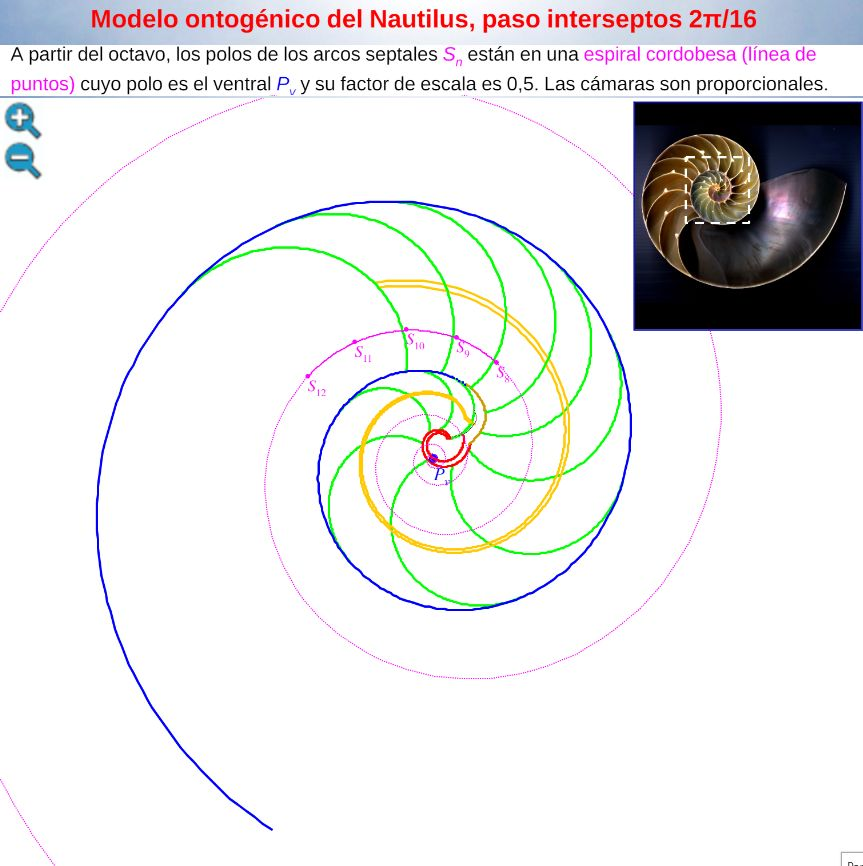 Modelo ontogénico del Nautilus, paso interseptos 2π/16
A partir del octavo, los polos de los arcos septales Sn están en una espiral cordobesa (línea de
puntos) cuyo polo es el ventral Pv y su factor de escala es 0,5. Las cámaras son proporcionales.
S10
S9
S11
S8
S12
Pv